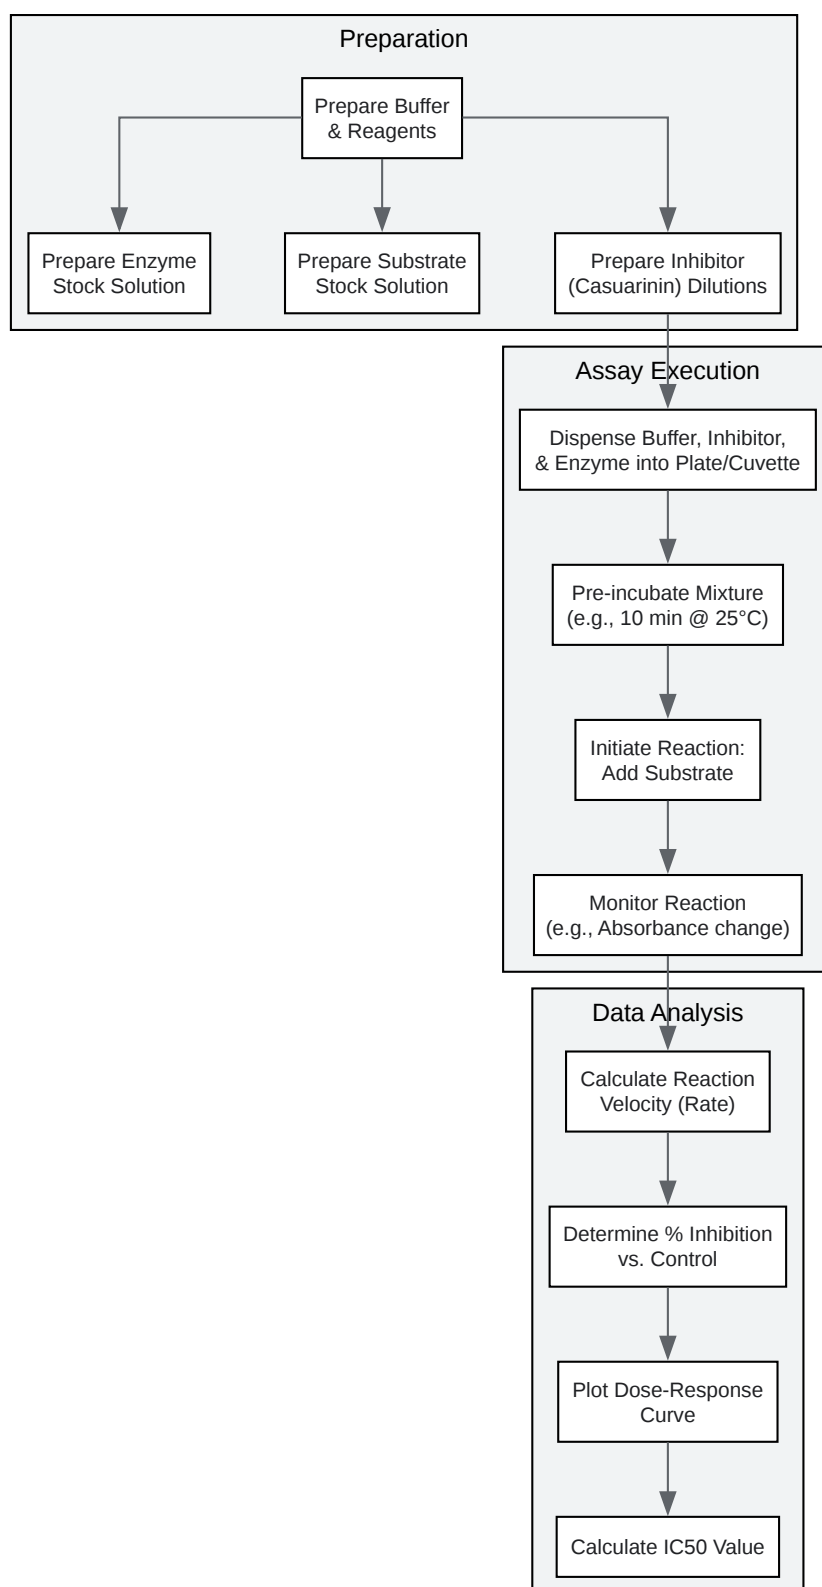 Preparation
Prepare Buffer
& Reagents
Prepare Enzyme
Stock Solution
Prepare Substrate
Stock Solution
Prepare Inhibitor
(Casuarinin) Dilutions
Assay Execution
Dispense Buffer, Inhibitor,
& Enzyme into Plate/Cuvette
Pre-incubate Mixture
(e.g., 10 min @ 25°C)
Initiate Reaction:
Add Substrate
Monitor Reaction
(e.g., Absorbance change)
Data Analysis
Calculate Reaction
Velocity (Rate)
Determine % Inhibition
vs. Control
Plot Dose-Response
Curve
Calculate IC50 Value